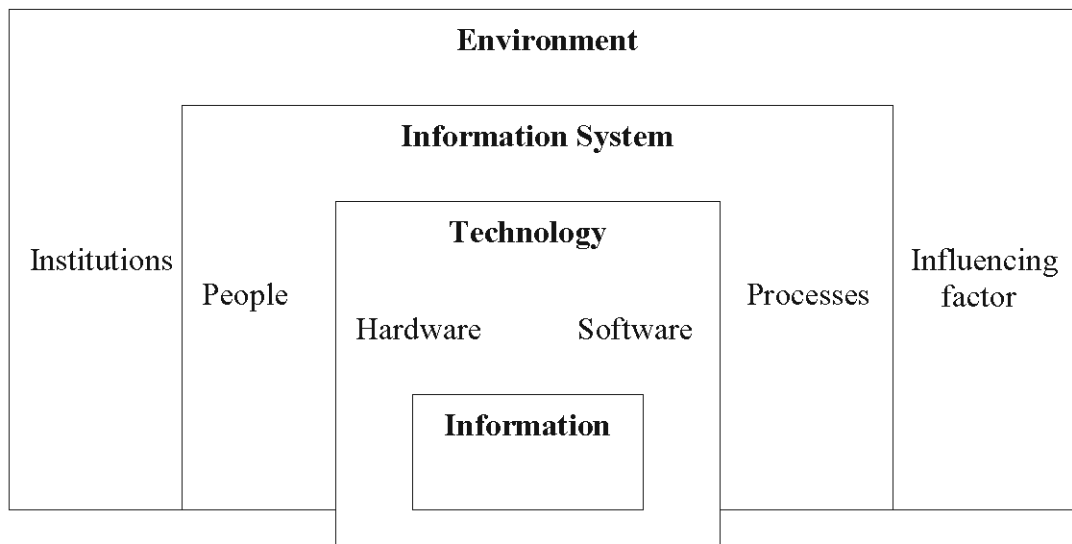 Environment
Information System
Technology
Institutions
Influencing
factor
People
Processes
Hardware
Software
Information